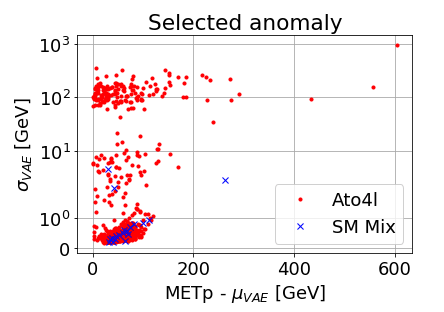 Selected anomaly
σ_VAE [GeV]
10³
10²
10¹
10⁰
0
Ato4l
SM Mix
0 200 400 600
METp - μ_VAE [GeV]